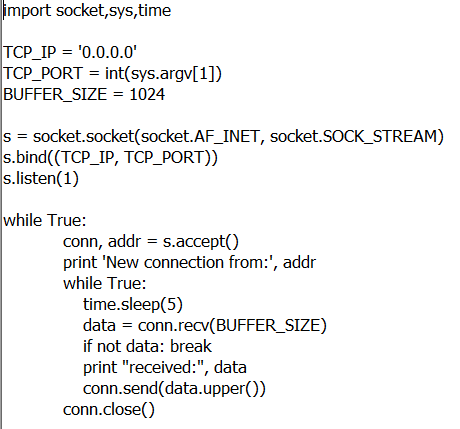 import socket,sys,time
TCP_IP = '0.0.0.0'
TCP_PORT = int(sys.argv[1])
BUFFER_SIZE = 1024
s = socket.socket(socket.AF_INET, socket.SOCK_STREAM)
s.bind((TCP_IP, TCP_PORT))
s.listen(1)
while True:
conn, addr = s.accept()
print 'New connection from:', addr
while True:
time.sleep(5)
data = conn.recv(BUFFER_SIZE)
if not data: break
print "received:", data
conn.send(data.upper())
conn.close()